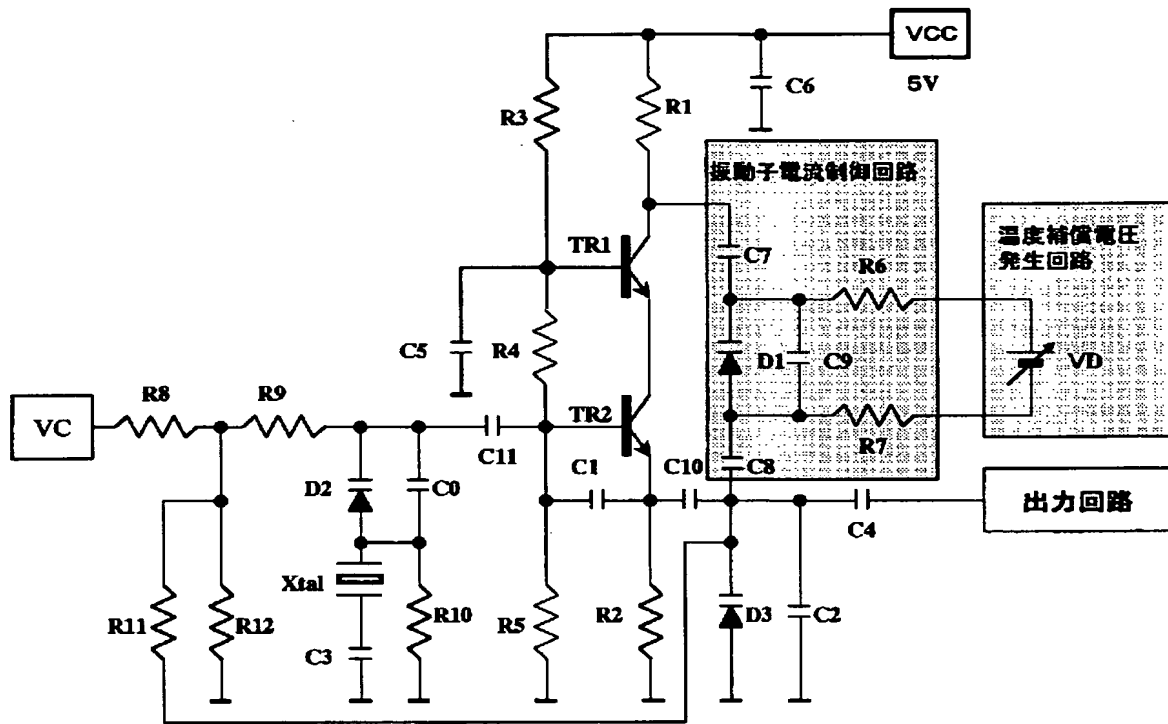 VCC
5V
C6
R3
R1
振動子電流制御回路
TR1
C7
R6
温度補償電圧
発生回路
C5
R4
D1
C9
VD
R8
R9
TR2
VC
C11
R7
C8
D2
C0
C1
C10
C4
出力回路
Xtal
R11
R12
R10
R5
R2
D3
C2
C3